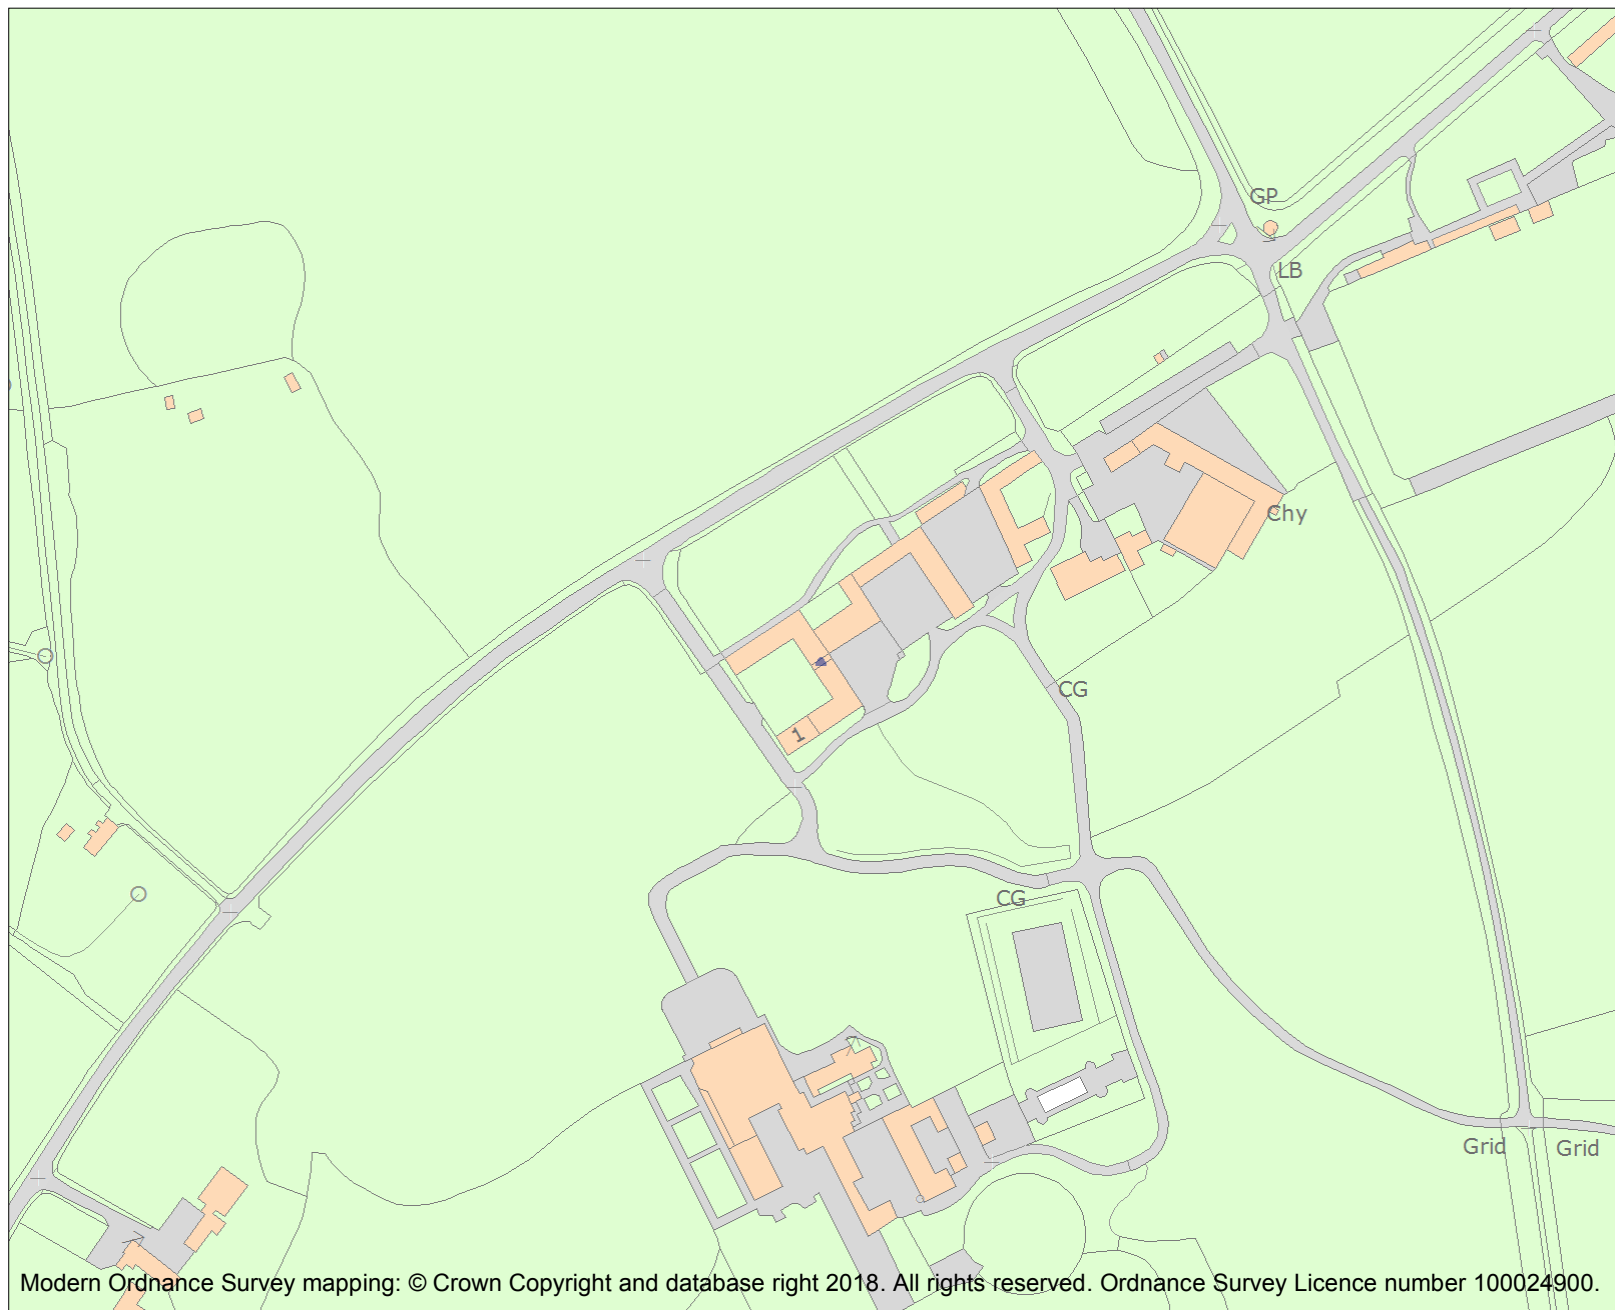 GP
LB
Chy
CG
1
CG
Grid
Grid
Modern Ordnance Survey mapping: © Crown Copyright and database right 2018. All rights reserved. Ordnance Survey Licence number 100024900.